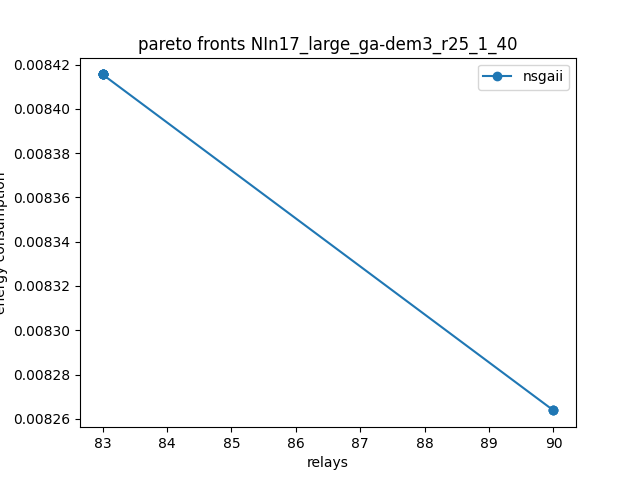 pareto fronts NIn17_large_ga-dem3_r25_1_40
nsgaii
0.00842
0.00840
0.00838
0.00836
0.00834
0.00832
0.00830
0.00828
0.00826
energy consumption
83 84 85 86 87 88 89 90
relays